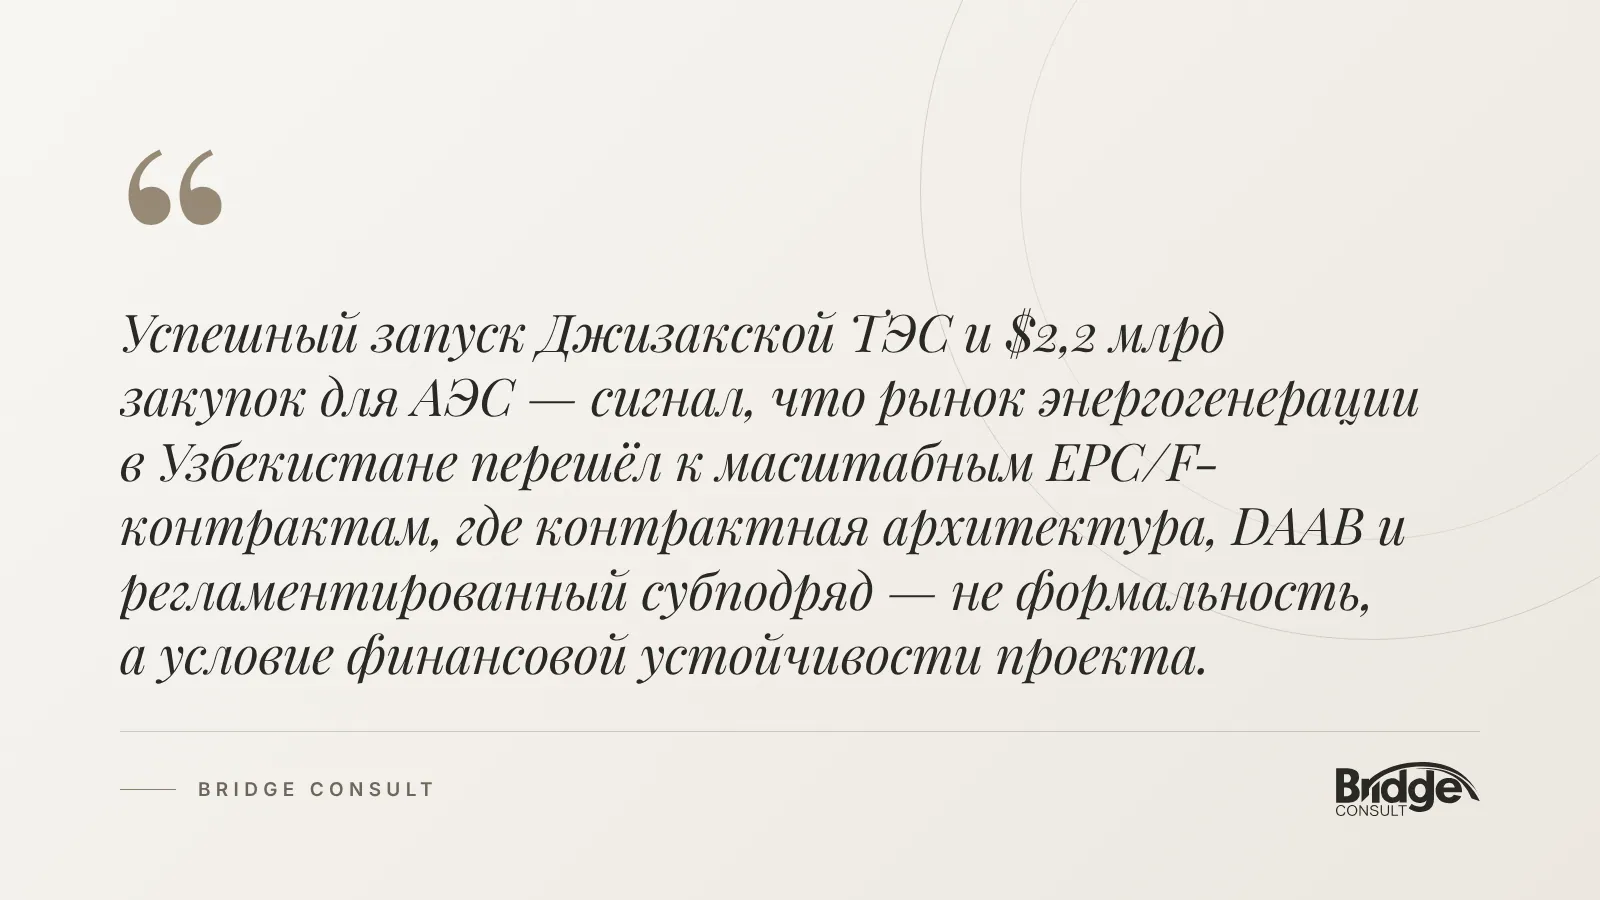 “
Успешный запуск Джизакской ТЭС и $2,2 млрд
закупок для АЭС — сигнал, что рынок энергогенерации
в Узбекистане перешёл к масштабным EPC/F-
контрактам, где контрактная архитектура, DAAB и
регламентированный субподряд — не формальность,
а условие финансовой устойчивости проекта.
BRIDGE CONSULT
Bridge
CONSULT